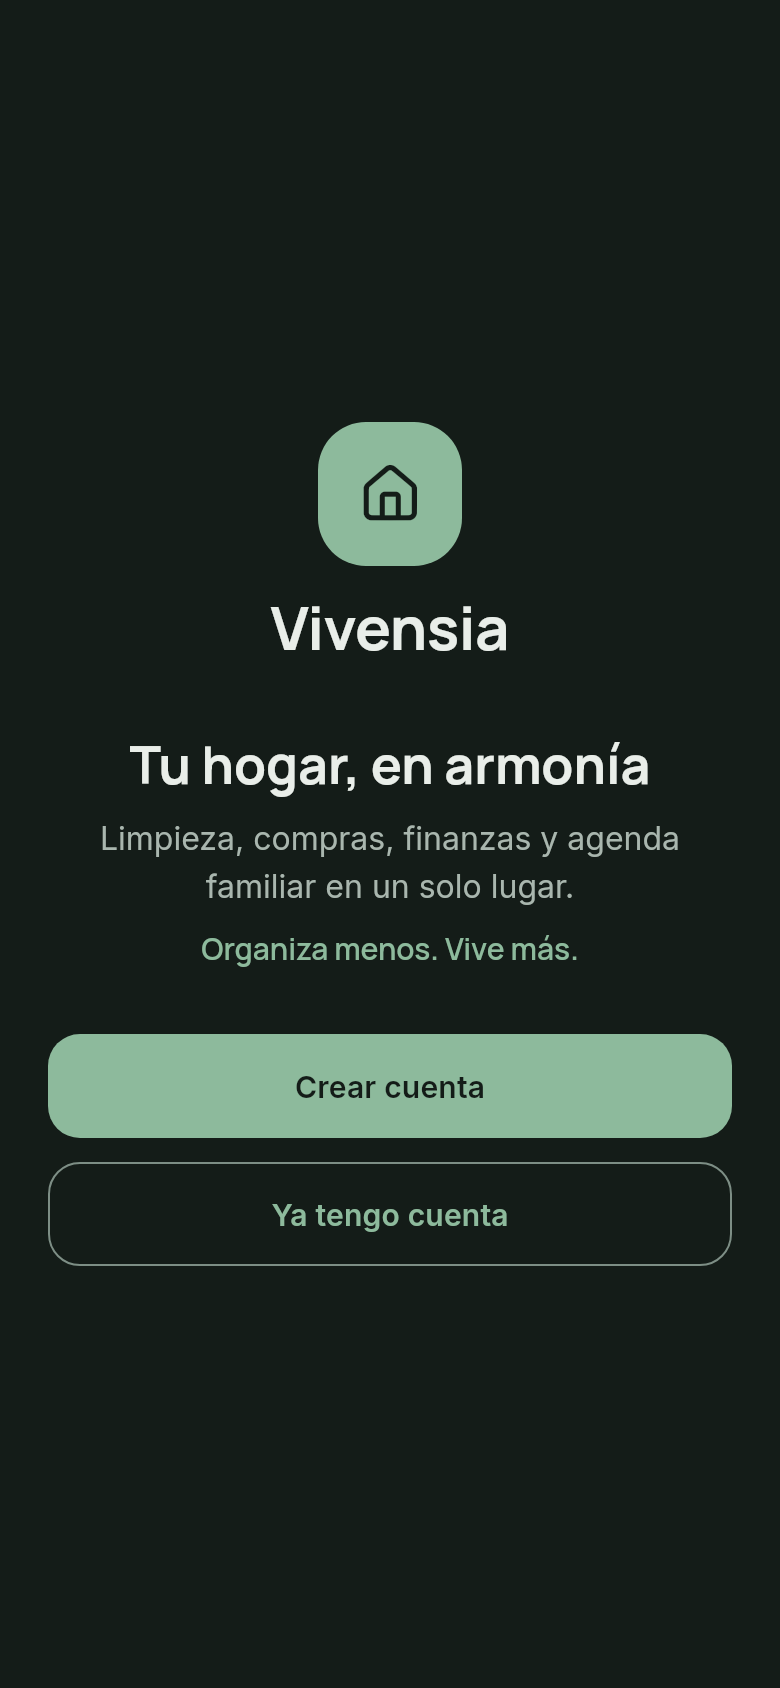 Vivensia
Tu hogar, en armonía
Limpieza, compras, finanzas y agenda
familiar en un solo lugar.
Organiza menos. Vive más.
Crear cuenta
Ya tengo cuenta